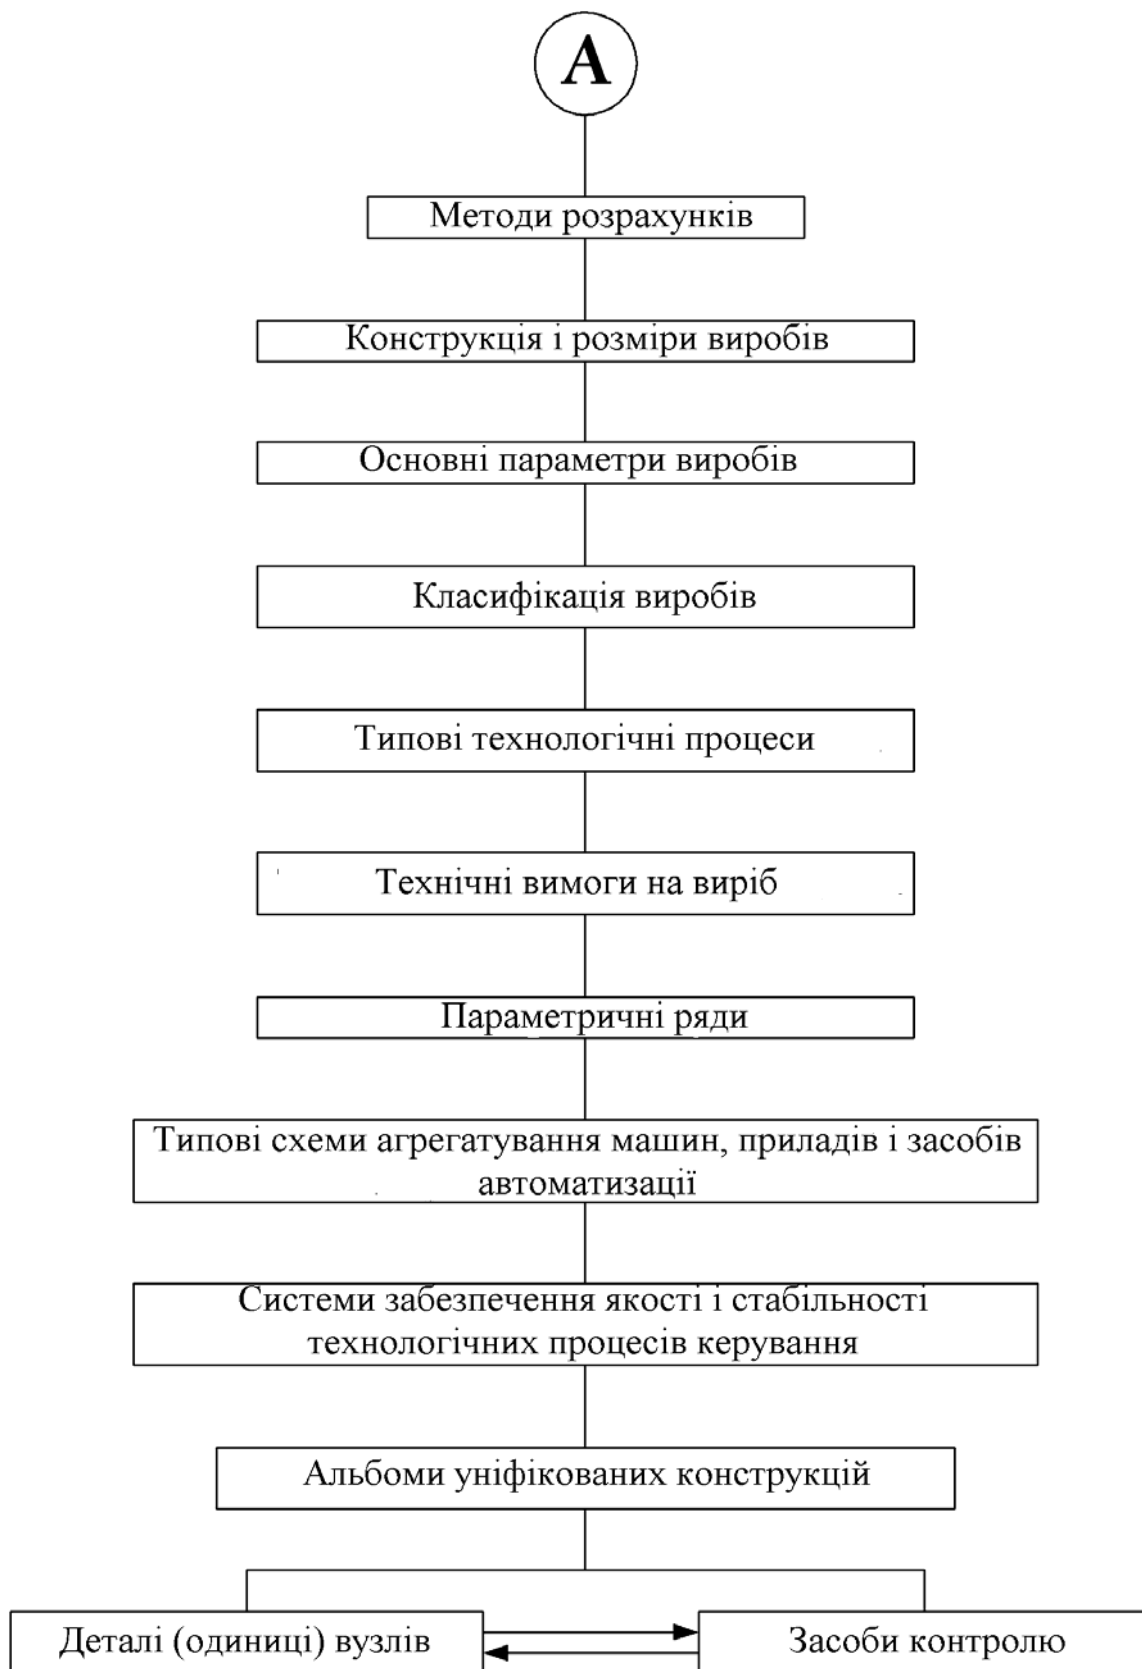 А
Методи розрахунків
Конструкція і розміри виробів
Основні параметри виробів
Класифікація виробів
Типові технологічні процеси
Технічні вимоги на виріб
Параметричні ряди
Типові схеми агрегатування машин, приладів і засобів
автоматизації
Системи забезпечення якості і стабільності
технологічних процесів керування
Альбоми уніфікованих конструкцій
Деталі (одиниці) вузлів
Засоби контролю